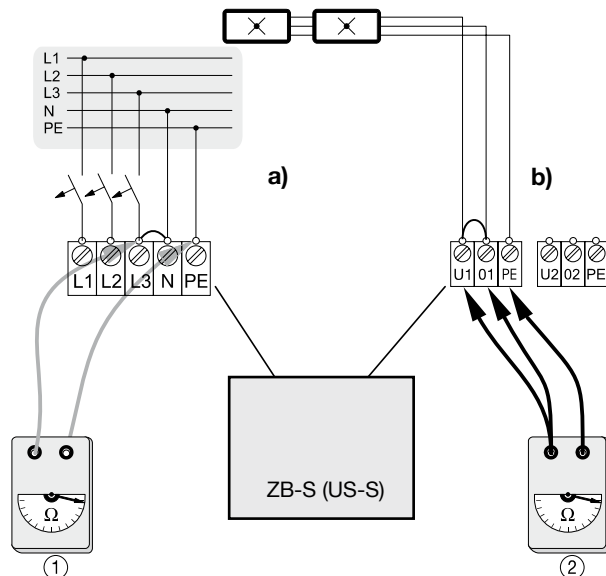 L1
L2
L3
N
PE
a)
b)
L1 L2 L3 N PE
U1 01 PE
U2 02 PE
ZB-S (US-S)
Ω
Ω
1
2